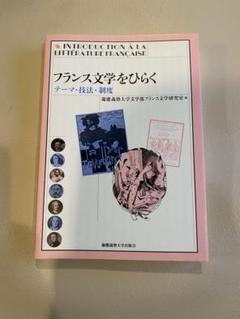 INTRODUCTION À LA
LITTÉRATURE FRANÇAISE
フランス文学をひらく
テーマ・技法・制度
慶應義塾大学文学部フランス文学研究室 編
慶應義塾大学出版会